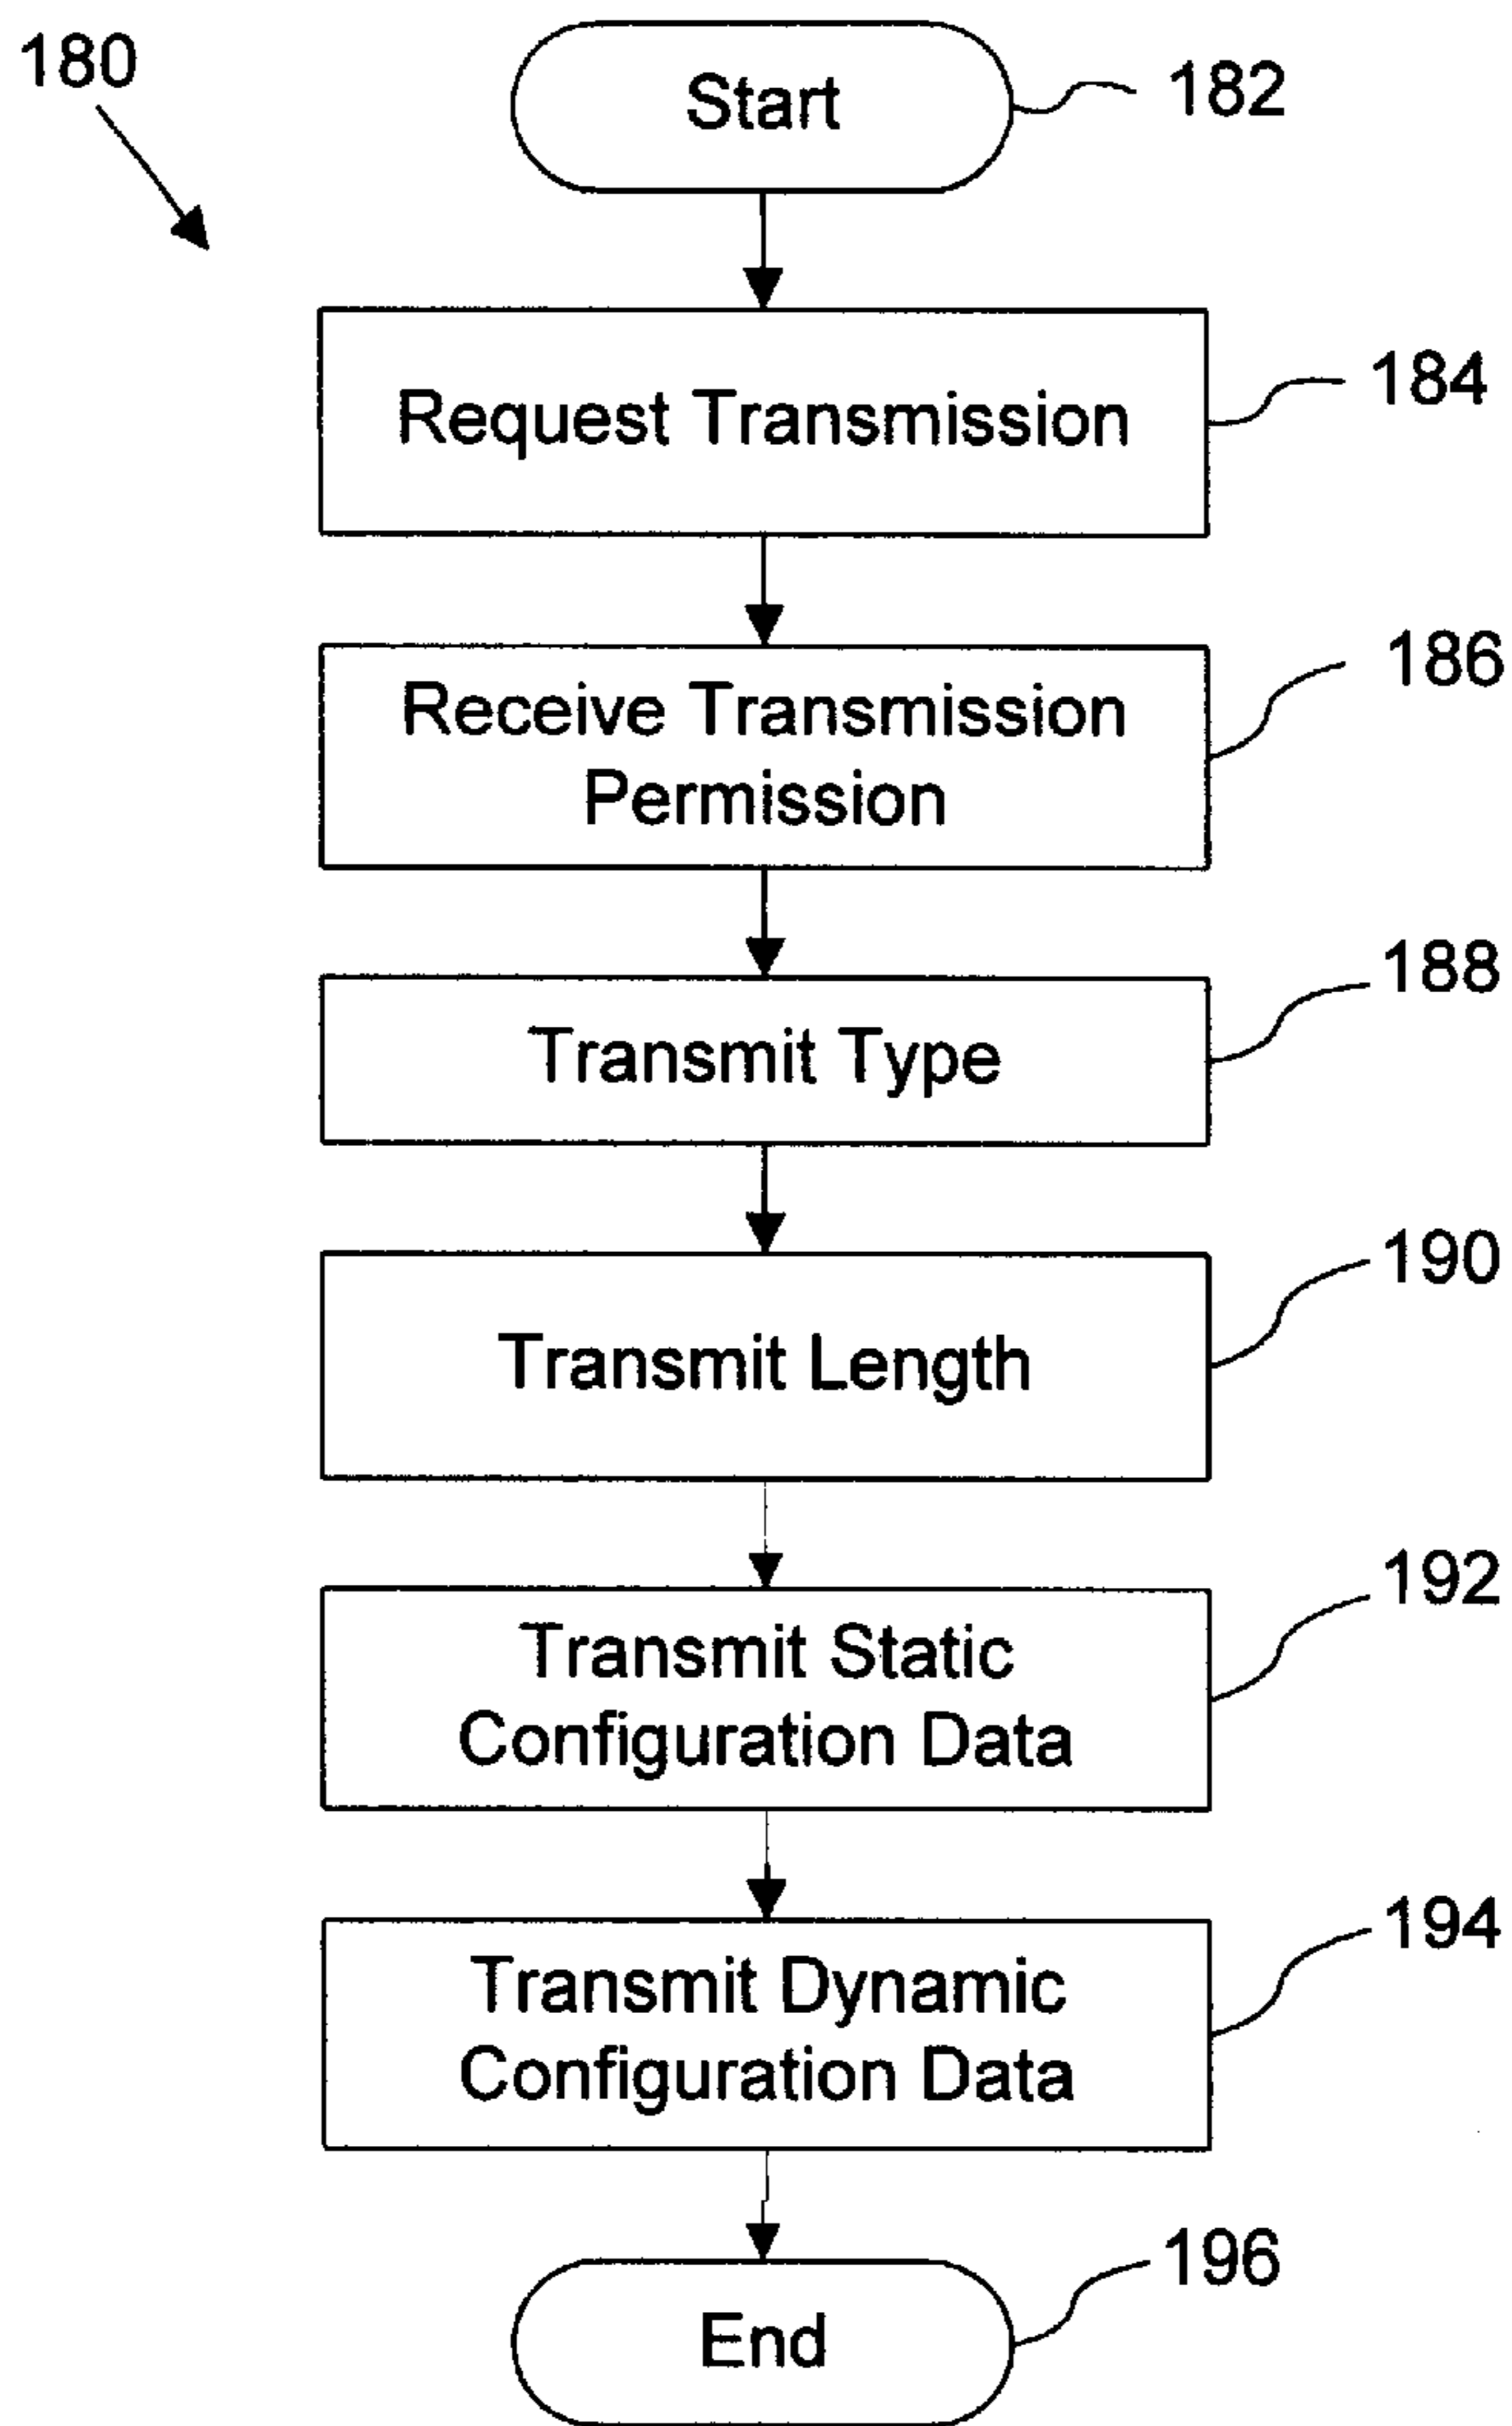 180
Start
182
Request Transmission
184
Receive Transmission
Permission
186
Transmit Type
188
Transmit Length
190
Transmit Static
Configuration Data
192
Transmit Dynamic
Configuration Data
194
End
196